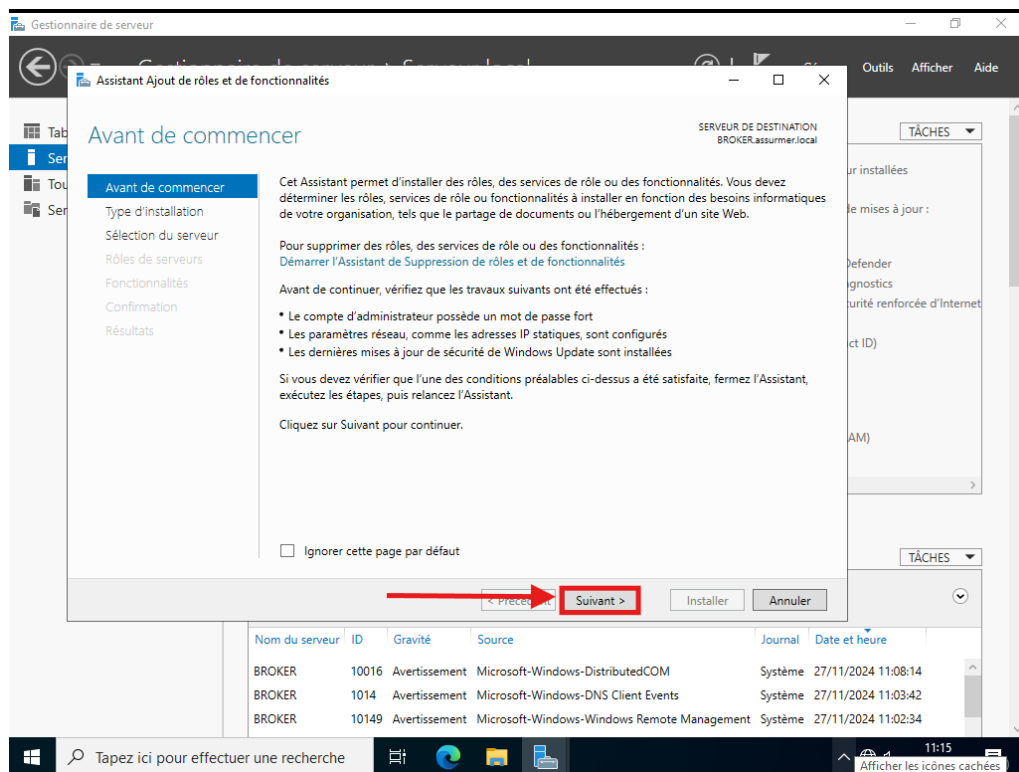 Gestionnaire de serveur
Outils Afficher Aide
Assistant Ajout de rôles et de fonctionnalités
Avant de commencer
SERVEUR DE DESTINATION
BROKER.assurmer.local
Tab
Ser
Tou
Ser
Avant de commencer
Type d'installation
Sélection du serveur
Rôles de serveurs
Fonctionnalités
Confirmation
Résultats
Cet Assistant permet d'installer des rôles, des services de rôle ou des fonctionnalités. Vous devez
déterminer les rôles, services de rôle ou fonctionnalités à installer en fonction des besoins informatiques
de votre organisation, tels que le partage de documents ou l'hébergement d'un site Web.
Pour supprimer des rôles, des services de rôle ou des fonctionnalités :
Démarrer l'Assistant de Suppression de rôles et de fonctionnalités
Avant de continuer, vérifiez que les travaux suivants ont été effectués :
• Le compte d'administrateur possède un mot de passe fort
• Les paramètres réseau, comme les adresses IP statiques, sont configurés
• Les dernières mises à jour de sécurité de Windows Update sont installées
Si vous devez vérifier que l'une des conditions préalables ci-dessus a été satisfaite, fermez l'Assistant,
exécutez les étapes, puis relancez l'Assistant.
Cliquez sur Suivant pour continuer.
Ignorer cette page par défaut
< Précédent Suivant > Installer Annuler
TÂCHES
ur installées
le mises à jour :
Defender
agnostics
urité renforcée d'Internet
ct ID)
AM)
TÂCHES
Nom du serveur ID Gravité Source Journal Date et heure
BROKER 10016 Avertissement Microsoft-Windows-DistributedCOM Système 27/11/2024 11:08:14
BROKER 1014 Avertissement Microsoft-Windows-DNS Client Events Système 27/11/2024 11:03:42
BROKER 10149 Avertissement Microsoft-Windows-Windows Remote Management Système 27/11/2024 11:02:34
Tapez ici pour effectuer une recherche
11:15
Afficher les icônes cachées